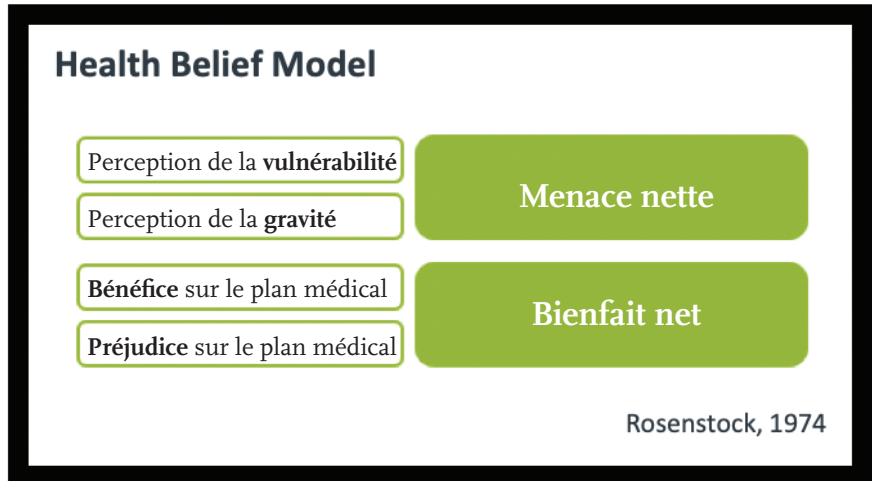 Health Belief Model
Perception de la vulnérabilité
Perception de la gravité
Menace nette
Bénéfice sur le plan médical
Préjudice sur le plan médical
Bienfait net
Rosenstock, 1974